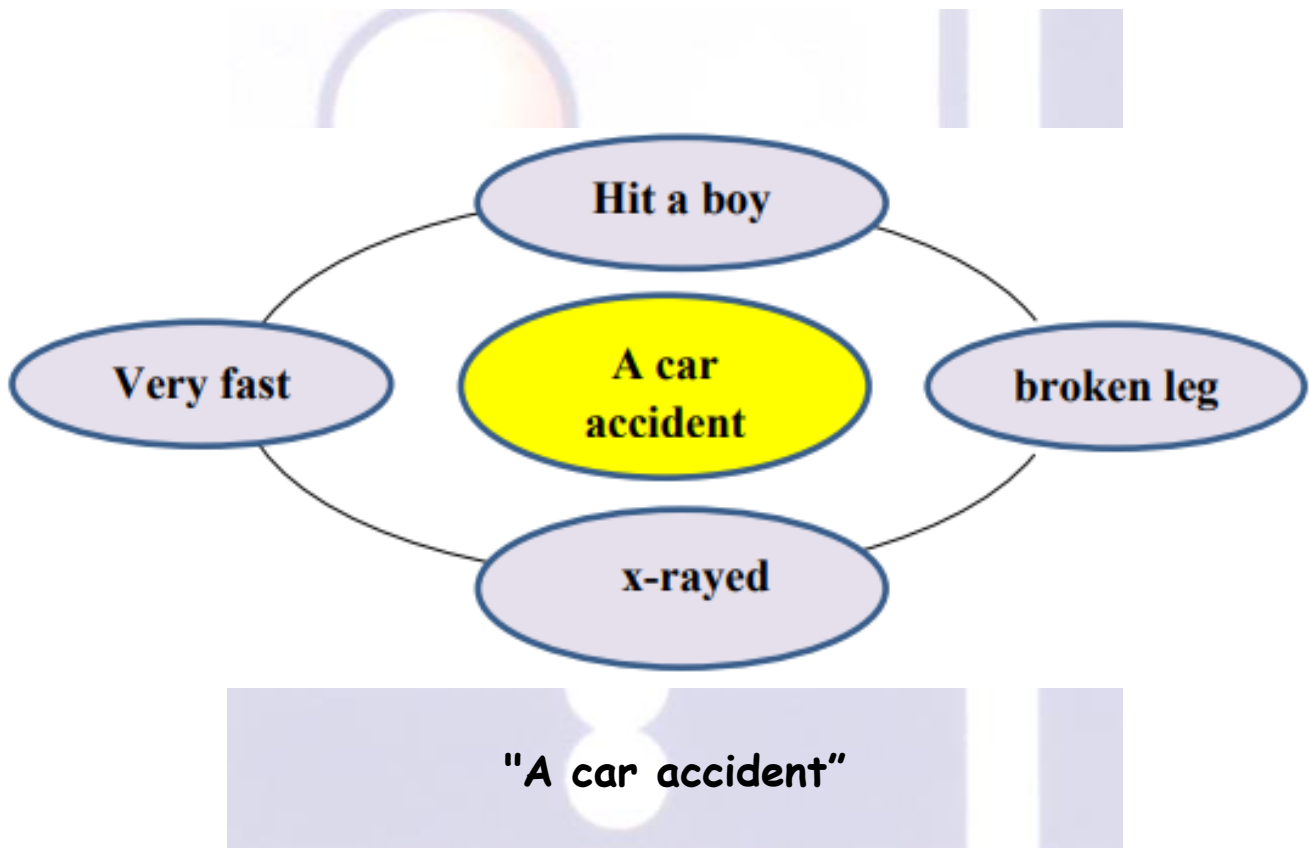 Hit a boy
Very fast
A car
accident
broken leg
x-rayed
"A car accident”